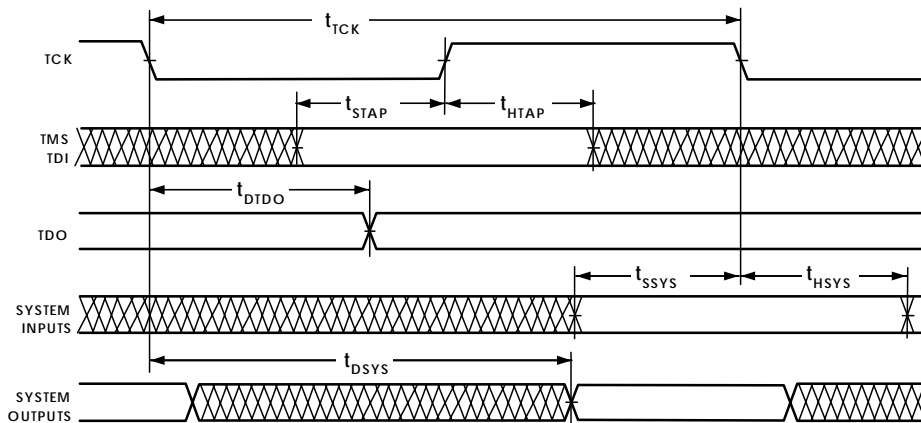 tTCK
TCK
tSTAP
tHTAP
TMS
TDI
tDTDO
TDO
tSSYS
tHSYS
SYSTEM
INPUTS
tDSYS
SYSTEM
OUTPUTS